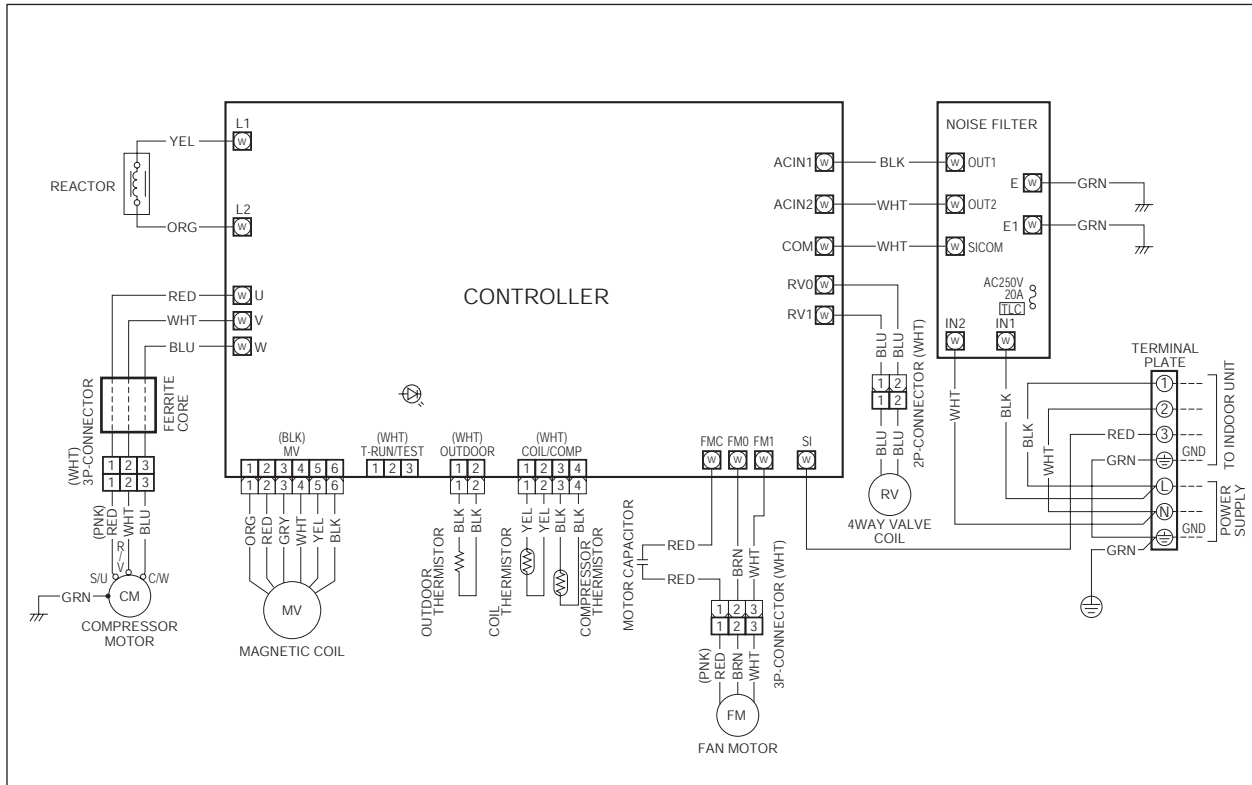 L1
W
YEL
REACTOR
L2
W
ORG
RED
W
U
WHT
W
V
BLU
W
W
(WHT)
3P-CONNECTOR
FERRITE
CORE
1 2 3
1 2 3
(PNK)
RED
WHT
BLU
R/V
S/U
C/W
CM
GRN
COMPRESSOR
MOTOR
CONTROLLER
(BLK)
MV
1 2 3 4 5 6
1 2 3 4 5 6
ORG
RED
GRY
WHT
YEL
BLK
MV
MAGNETIC COIL
(WHT)
T-RUN/TEST
1 2 3
(WHT)
OUTDOOR
1 2
1 2
BLK
BLK
OUTDOOR
THERMISTOR
(WHT)
COIL/COMP
1 2 3 4
1 2 3 4
YEL
YEL
BLK
BLK
COIL
THERMISTOR
COMPRESSOR
THERMISTOR
FMC
FM0
FM1
SI
W
W
W
W
MOTOR CAPACITOR
RED
RED
BRN
WHT
1 2 3
1 2 3
3P-CONNECTOR (WHT)
(PNK)
RED
BRN
WHT
FM
FAN MOTOR
ACIN1
W
BLK
W
OUT1
ACIN2
W
WHT
W
OUT2
COM
W
WHT
W
SICOM
RV0
W
RV1
W
BLU
BLU
1 2
1 2
2P-CONNECTOR (WHT)
BLU
BLU
RV
4WAY VALVE
COIL
NOISE FILTER
E
W
GRN
E1
W
GRN
AC250V
20A
TLC
IN2
IN1
W
W
WHT
BLK
TERMINAL
PLATE
1
2
3
GND
L
N
GND
BLK
WHT
RED
GRN
GRN
TO INDOOR UNIT
POWER
SUPPLY